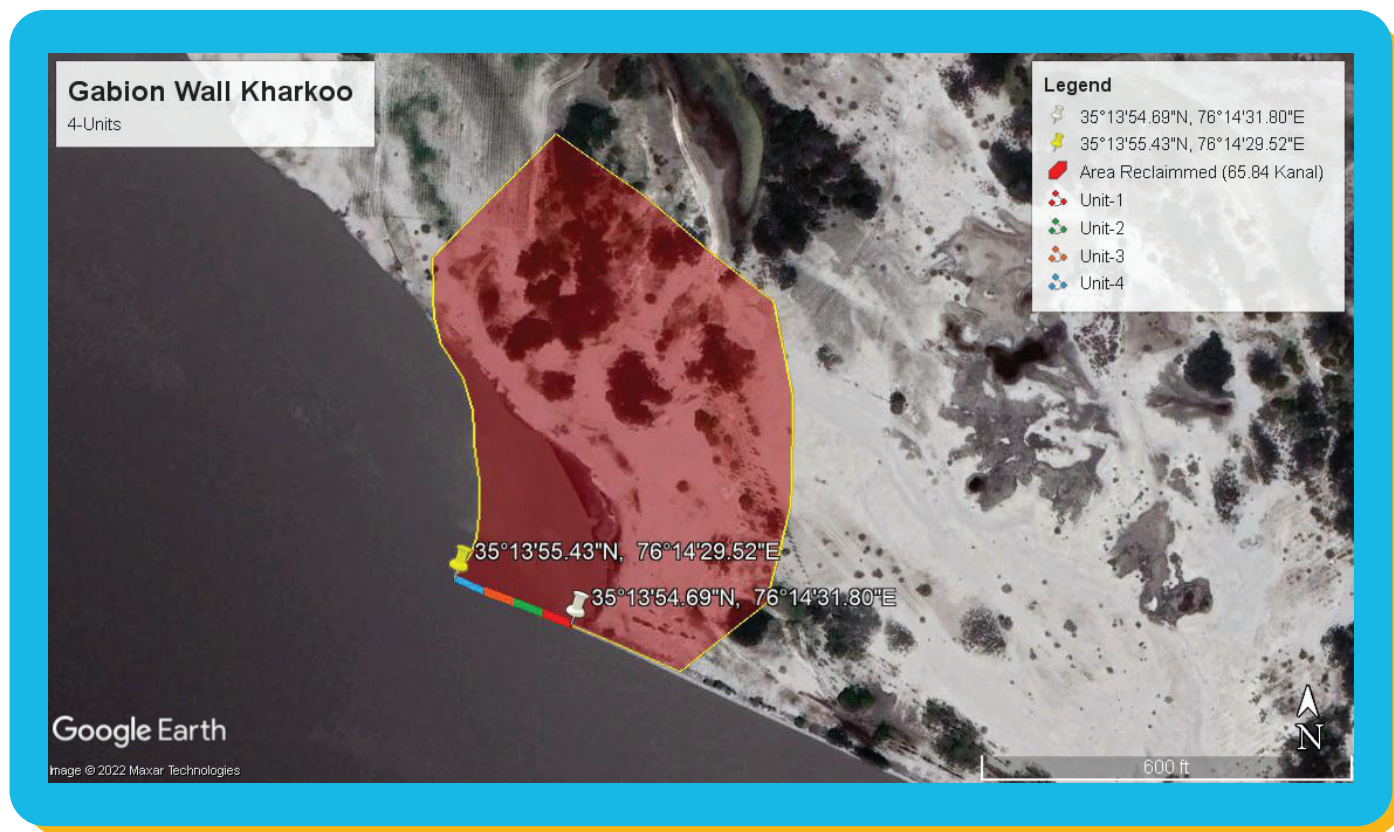 Gabion Wall Kharkoo
4-Units
Legend
35°13'54.69"N, 76°14'31.80"E
35°13'55.43"N, 76°14'29.52"E
Area Reclaimmed (65.84 Kanal)
Unit-1
Unit-2
Unit-3
Unit-4
35°13'55.43"N, 76°14'29.52"E
35°13'54.69"N, 76°14'31.80"E
Google Earth
Image © 2022 Maxar Technologies
N
600 ft